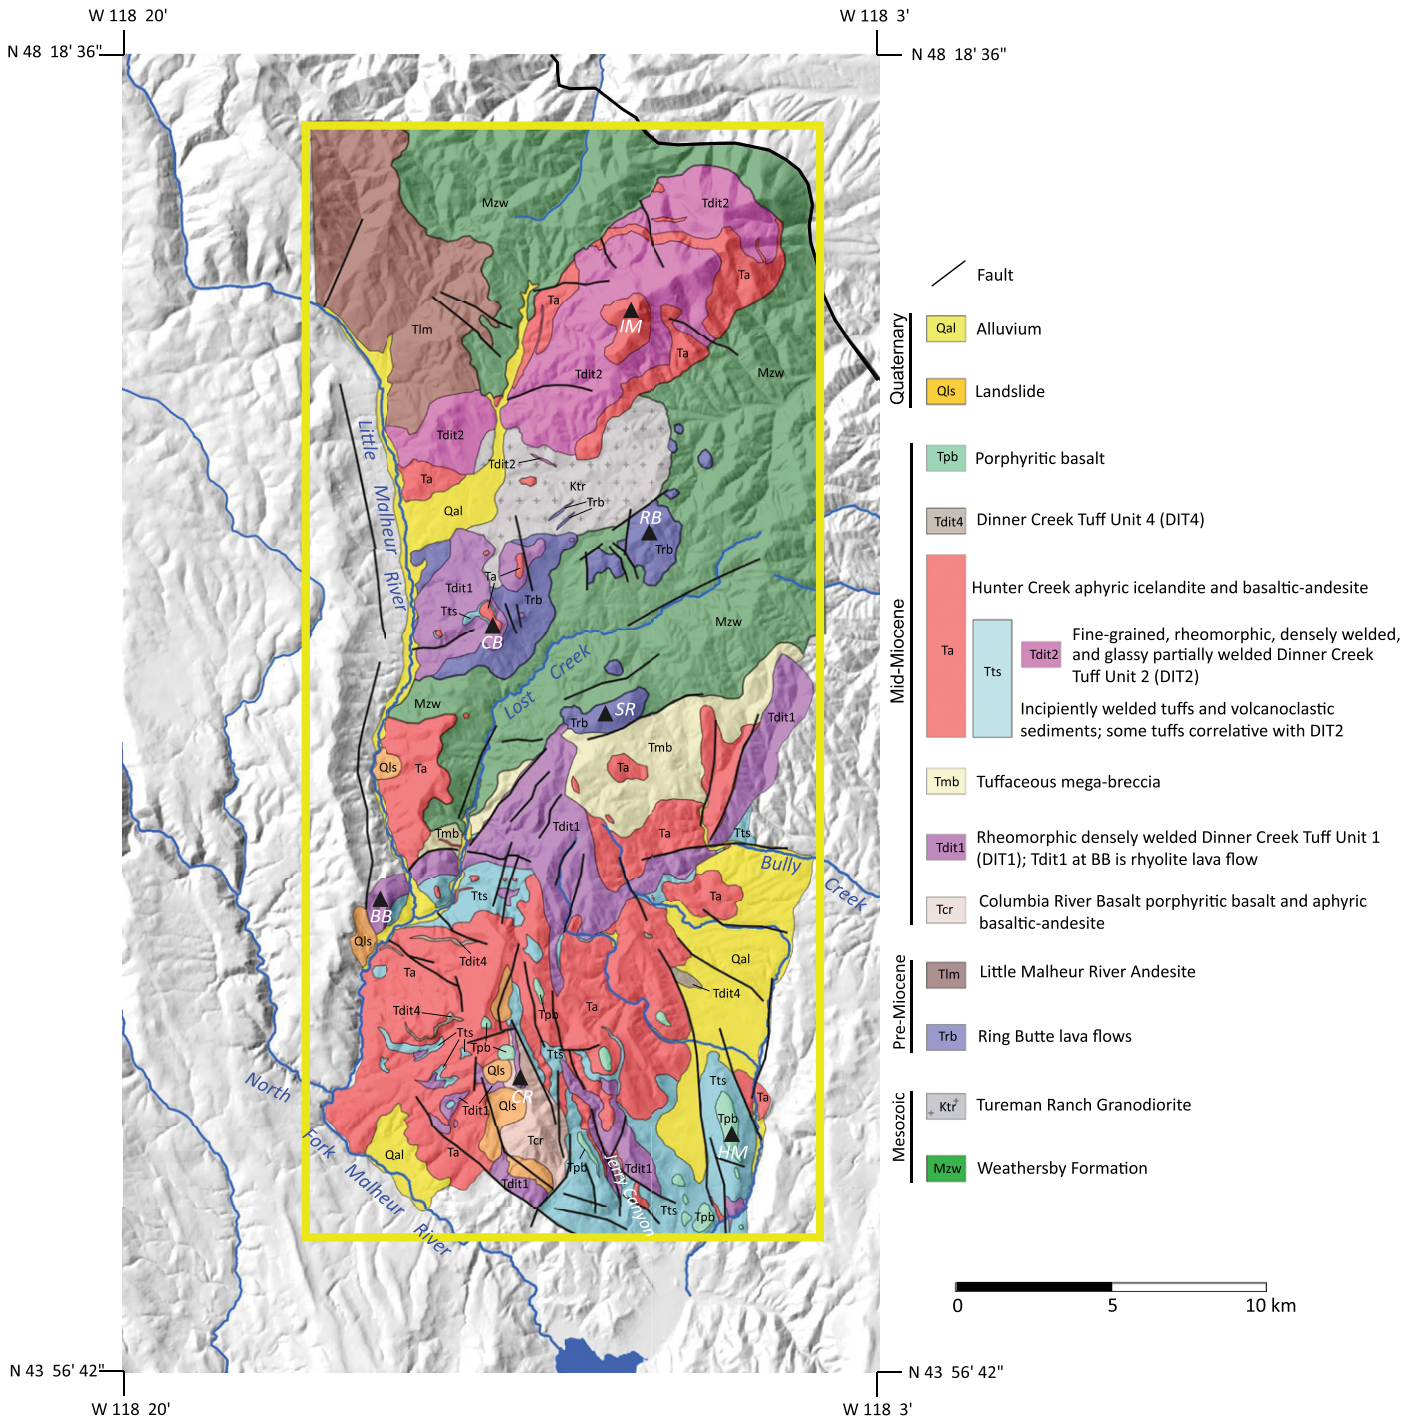 W 118 20'
W 118 3'
N 48 18' 36"
N 48 18' 36"
Mzw
Tdit2
Ta
Ta
IM
Tlm
Ta
Tdit2
Mzw
Tdit2
Tdit2
Ta
Ktr
Trb
Qal
RB
Trb
Little Malheur River
Tdit1
Ta
Tts
Trb
CB
Mzw
Lost Creek
Mzw
SR
Trb
Tdit1
Tmb
Qls
Ta
Ta
Tmb
Tdit1
Ta
Tts
Bully Creek
Tts
Ta
BB
Qls
Tdit4
Qal
Ta
Tdit4
Tdit4
Ta
Tpb
Tts
Tpb
Tts
Qls
CR
Tts
Ta
Tdit1
Qls
Tpb
HM
Tcr
Qal
Ta
Tpb
Tdit1
Tdit1
Jerry Canyon
Tts
Tpb
North Fork Malheur River
Fault
Quaternary
Qal
Alluvium
Qls
Landslide
Mid-Miocene
Tpb
Porphyritic basalt
Tdit4
Dinner Creek Tuff Unit 4 (DIT4)
Hunter Creek aphyric icelandite and basaltic-andesite
Ta
Tts
Tdit2
Fine-grained, rheomorphic, densely welded,
and glassy partially welded Dinner Creek
Tuff Unit 2 (DIT2)
Incipiently welded tuffs and volcanoclastic
sediments; some tuffs correlative with DIT2
Tmb
Tuffaceous mega-breccia
Tdit1
Rheomorphic densely welded Dinner Creek Tuff Unit 1
(DIT1); Tdit1 at BB is rhyolite lava flow
Tcr
Columbia River Basalt porphyritic basalt and aphyric
basaltic-andesite
Pre-Miocene
Tlm
Little Malheur River Andesite
Trb
Ring Butte lava flows
Mesozoic
Ktr
Tureman Ranch Granodiorite
Mzw
Weathersby Formation
0 5 10 km
N 43 56' 42"
N 43 56' 42"
W 118 20'
W 118 3'